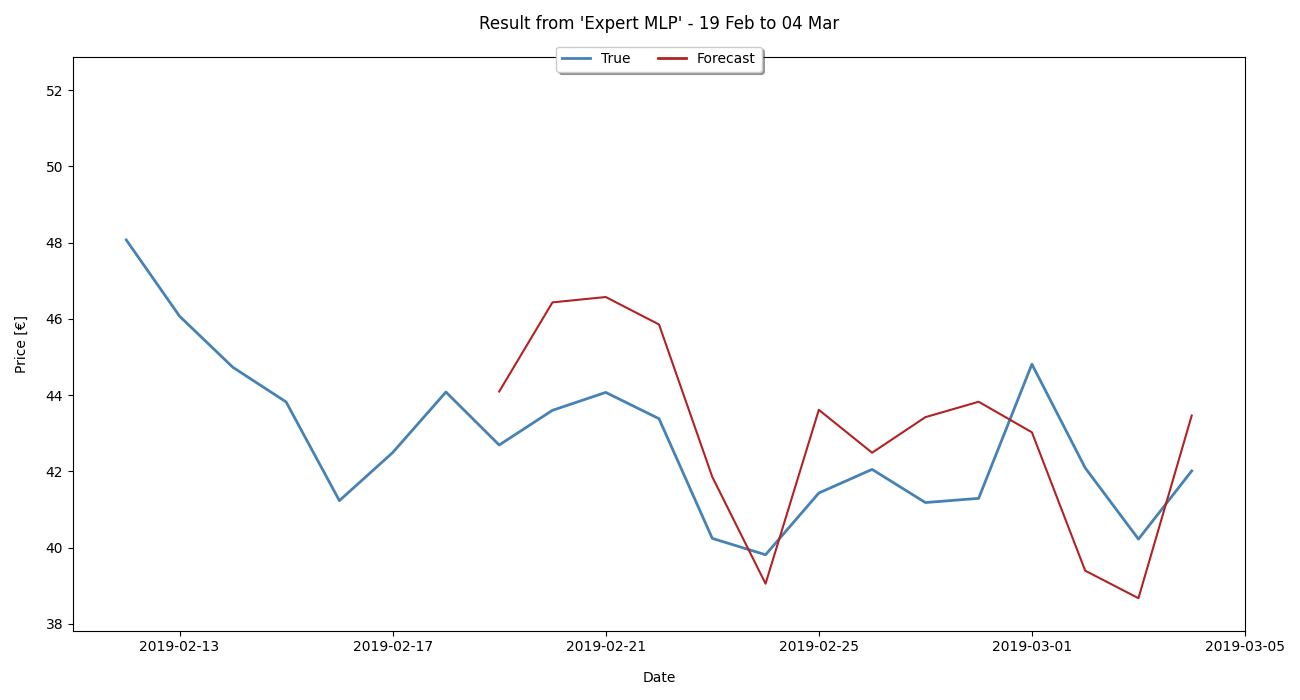 Result from 'Expert MLP' - 19 Feb to 04 Mar
True Forecast
52
50
48
46
44
42
40
38
Price [€]
2019-02-13 2019-02-17 2019-02-21 2019-02-25 2019-03-01 2019-03-05
Date